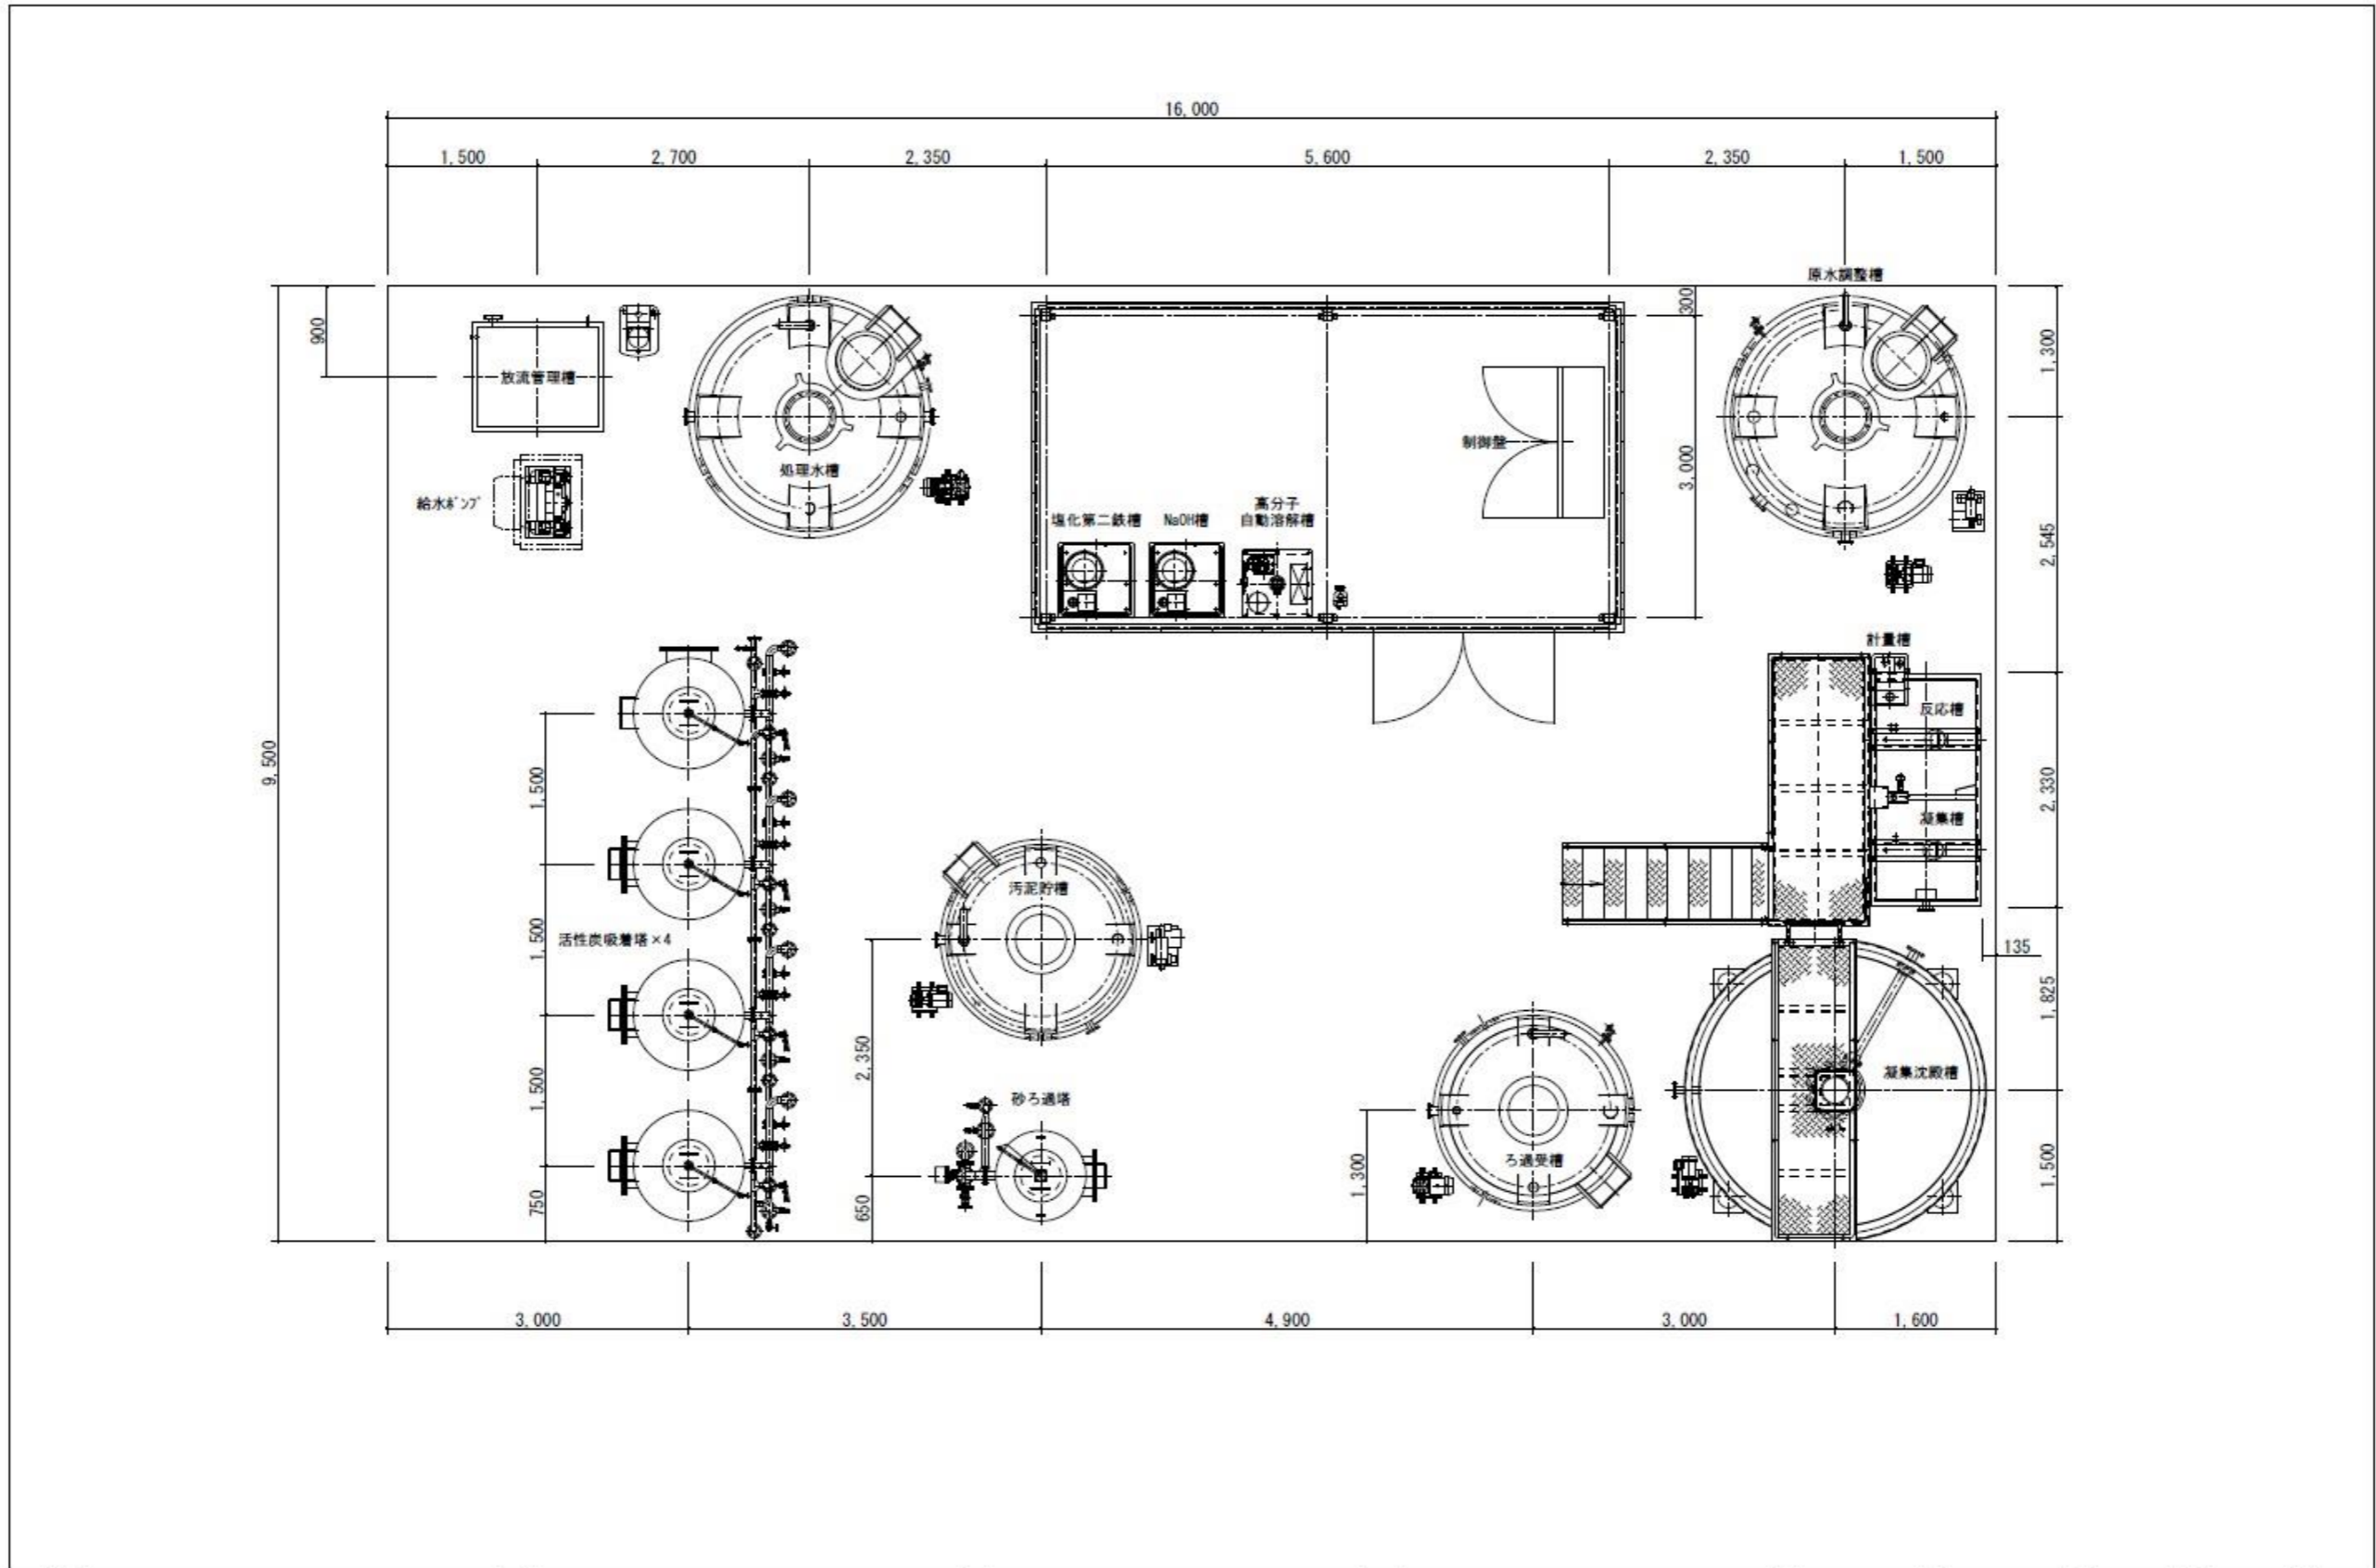 16,000
1,500
2,700
2,350
5,600
2,350
1,500
原水調整槽
300
900
1,300
放流管理槽
制御盤
3,000
処理水槽
給水ポンプ
塩化第二鉄槽
NaOH槽
高分子
自動溶解槽
2,545
計量槽
反応槽
9,500
1,500
2,330
凝集槽
汚泥貯槽
1,500
活性炭吸着塔×4
135
1,825
2,350
凝集沈殿槽
1,500
砂ろ過塔
ろ過受槽
1,300
1,500
750
650
3,000
3,500
4,900
3,000
1,600